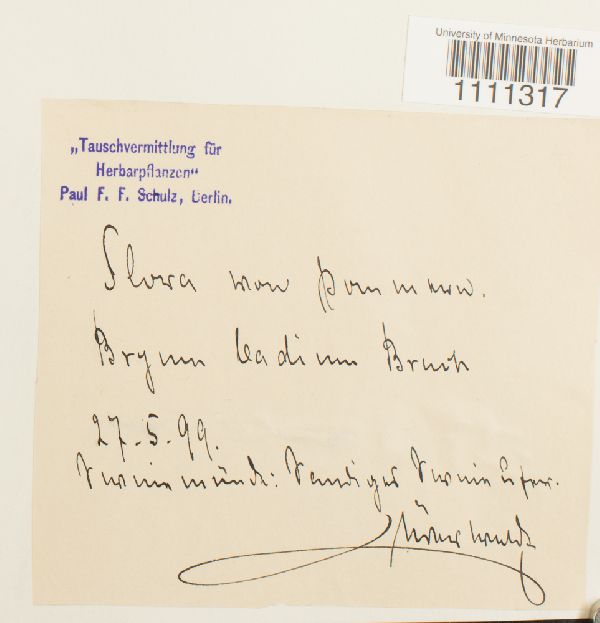 University of Minnesota Herbarium
1111317
„Tauschvermittlung für
Herbarpflanzen“
Paul F. F. Schulz, Berlin.
Flora von Pommern.
Bryum badium Bruch
27.5.99.
Swinemünde: Sandiges Swineufer.